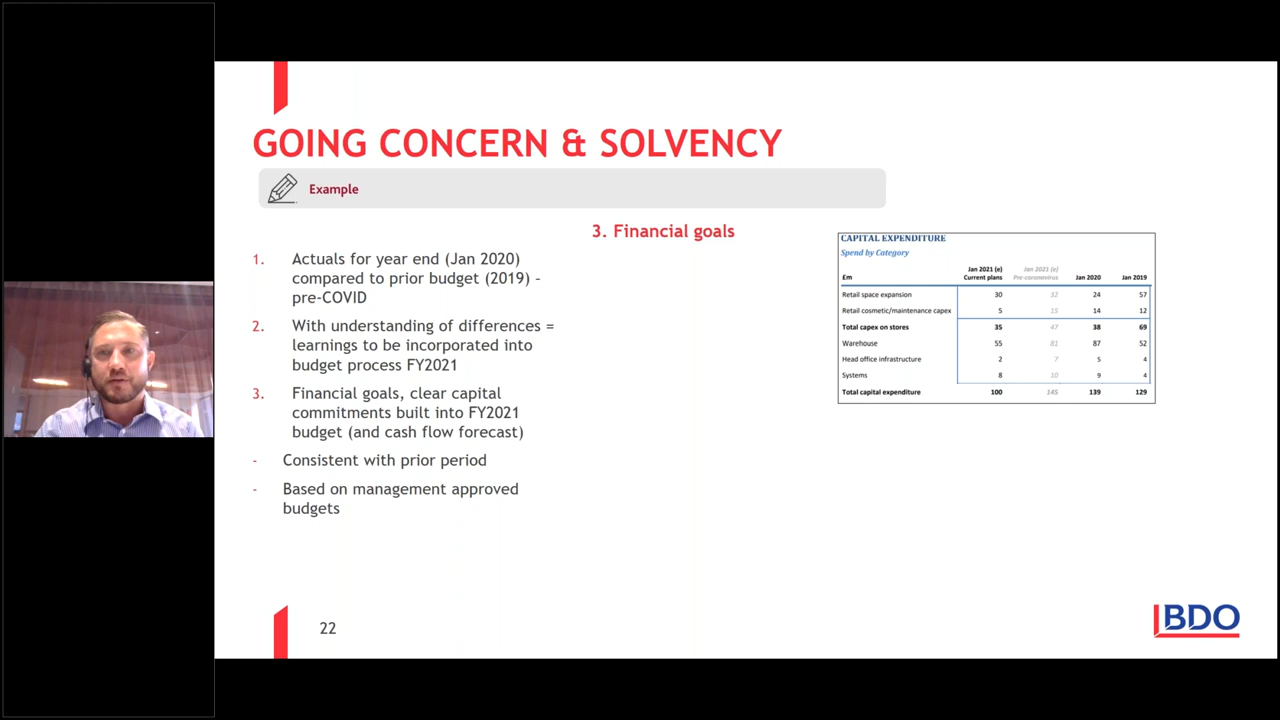 GOING CONCERN & SOLVENCY
Example
3. Financial goals
1. Actuals for year end (Jan 2020)
compared to prior budget (2019) –
pre-COVID
2. With understanding of differences =
learnings to be incorporated into
budget process FY2021
3. Financial goals, clear capital
commitments built into FY2021
budget (and cash flow forecast)
- Consistent with prior period
- Based on management approved
budgets
CAPITAL EXPENDITURE
Spend by Category
Jan 2021 (e) Jan 2021 (e)
£m Current plans Pre-coronavirus Jan 2020 Jan 2019
Retail space expansion 30 32 24 57
Retail cosmetic/maintenance capex 5 15 14 12
Total capex on stores 35 47 38 69
Warehouse 55 81 87 52
Head office infrastructure 2 7 5 4
Systems 8 10 9 4
Total capital expenditure 100 145 139 129
22
BDO